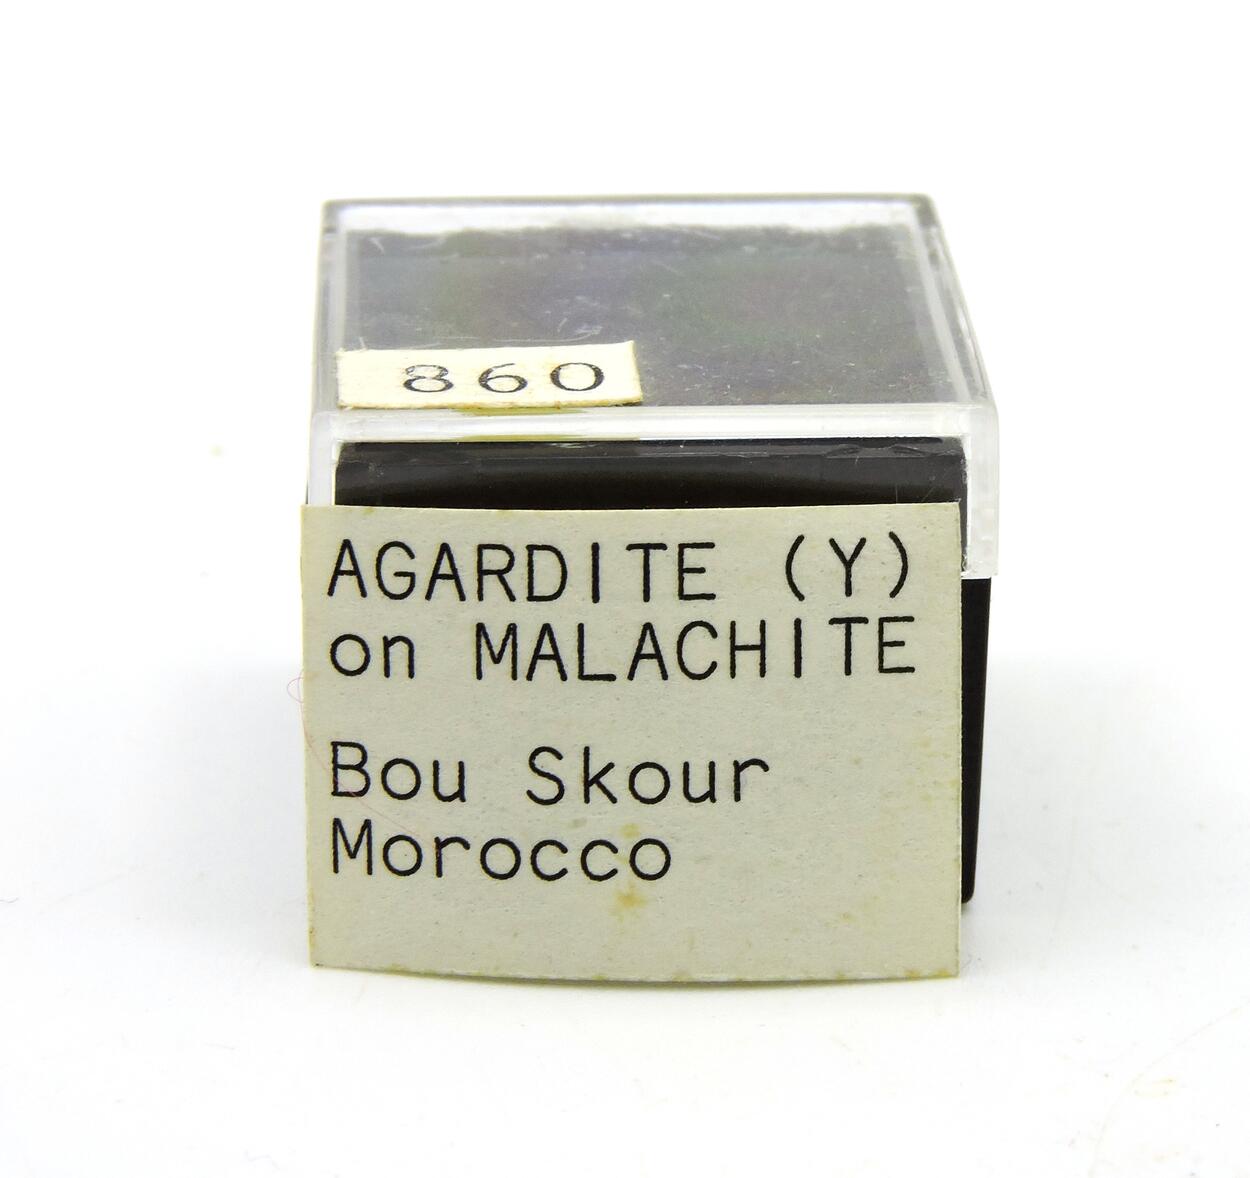 860
AGARDITE (Y)
on MALACHITE
Bou Skour
Morocco